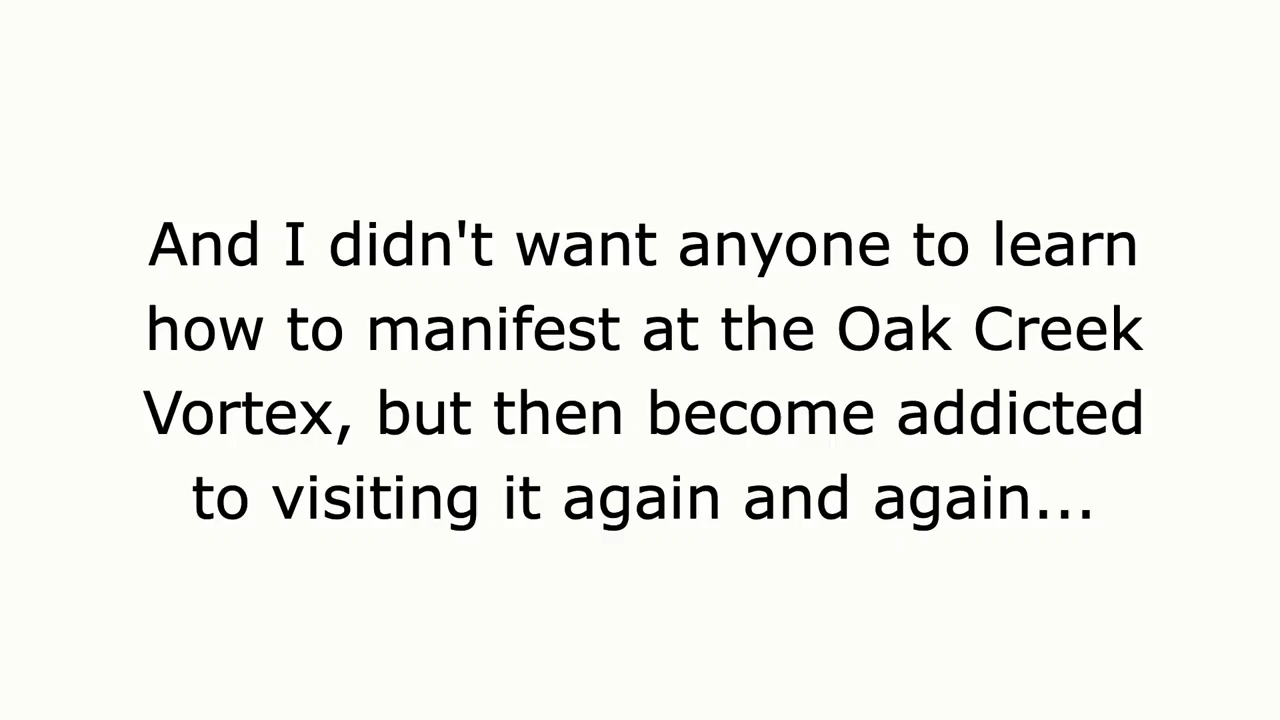 And I didn't want anyone to learn
how to manifest at the Oak Creek
Vortex, but then become addicted
to visiting it again and again...